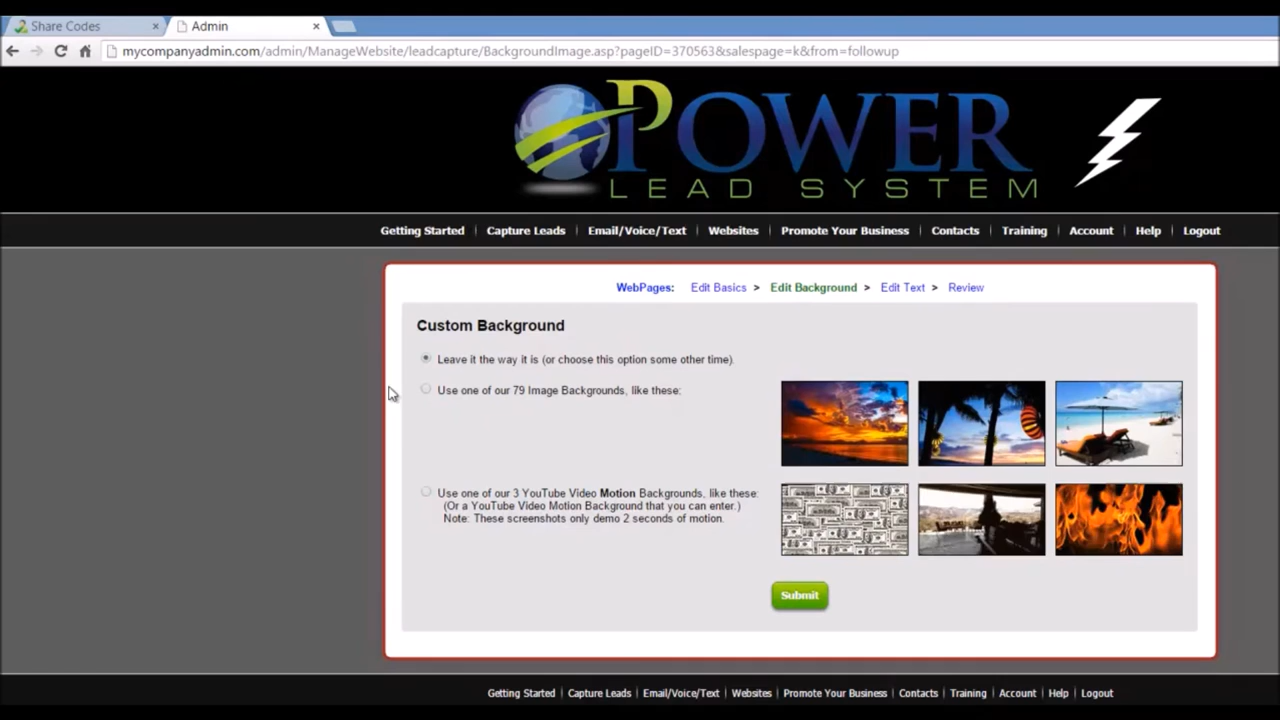 Share Codes
Admin
mycompanyadmin.com/admin/ManageWebsite/leadcapture/BackgroundImage.asp?pageID=370563&salespage=k&from=followup
POWER
LEAD SYSTEM
Getting Started | Capture Leads | Email/Voice/Text | Websites | Promote Your Business | Contacts | Training | Account | Help | Logout
WebPages: Edit Basics > Edit Background > Edit Text > Review
Custom Background
Leave it the way it is (or choose this option some other time).
Use one of our 79 Image Backgrounds, like these:
Use one of our 3 YouTube Video Motion Backgrounds, like these:
(Or a YouTube Video Motion Background that you can enter.)
Note: These screenshots only demo 2 seconds of motion.
Submit
Getting Started | Capture Leads | Email/Voice/Text | Websites | Promote Your Business | Contacts | Training | Account | Help | Logout